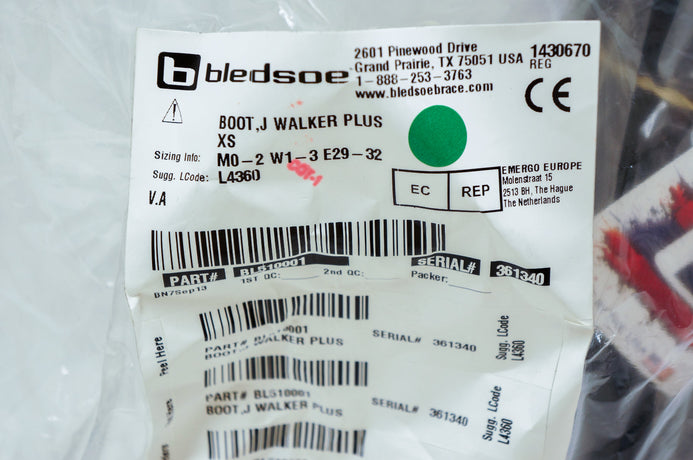 b bledsoe
2601 Pinewood Drive
Grand Prairie, TX 75051 USA
1-888-253-3763
www.bledsoebrace.com
1430670
REG
CE
BOOT,J WALKER PLUS
XS
Sizing Info: M0-2 W1-3 E29-32
Sugg. LCode: L4360
V.A
EC REP
EMERGO EUROPE
Molenstraat 15
2513 BH, The Hague
The Netherlands
PART# BL510001 SERIAL# 361340
BN7Sep13 1ST QC: 2nd QC: Packer:
Peel Here
PART# BL510001
BOOT,J WALKER PLUS
SERIAL# 361340
Sugg. LCode
L4360
PART# BL510001
BOOT,J WALKER PLUS
SERIAL# 361340
Sugg. LCode
L4360